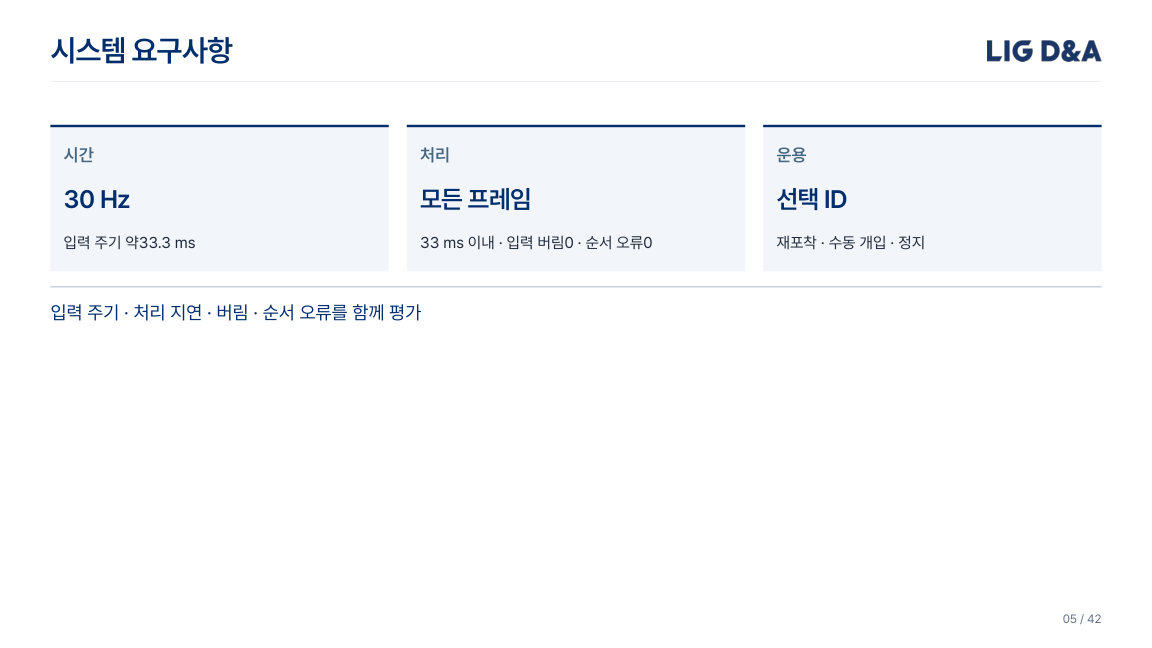 시스템 요구사항
LIG D&A
시간
30 Hz
입력 주기 약33.3 ms
처리
모든 프레임
33 ms 이내 · 입력 버림0 · 순서 오류0
운용
선택 ID
재포착 · 수동 개입 · 정지
입력 주기 · 처리 지연 · 버림 · 순서 오류를 함께 평가
05 / 42